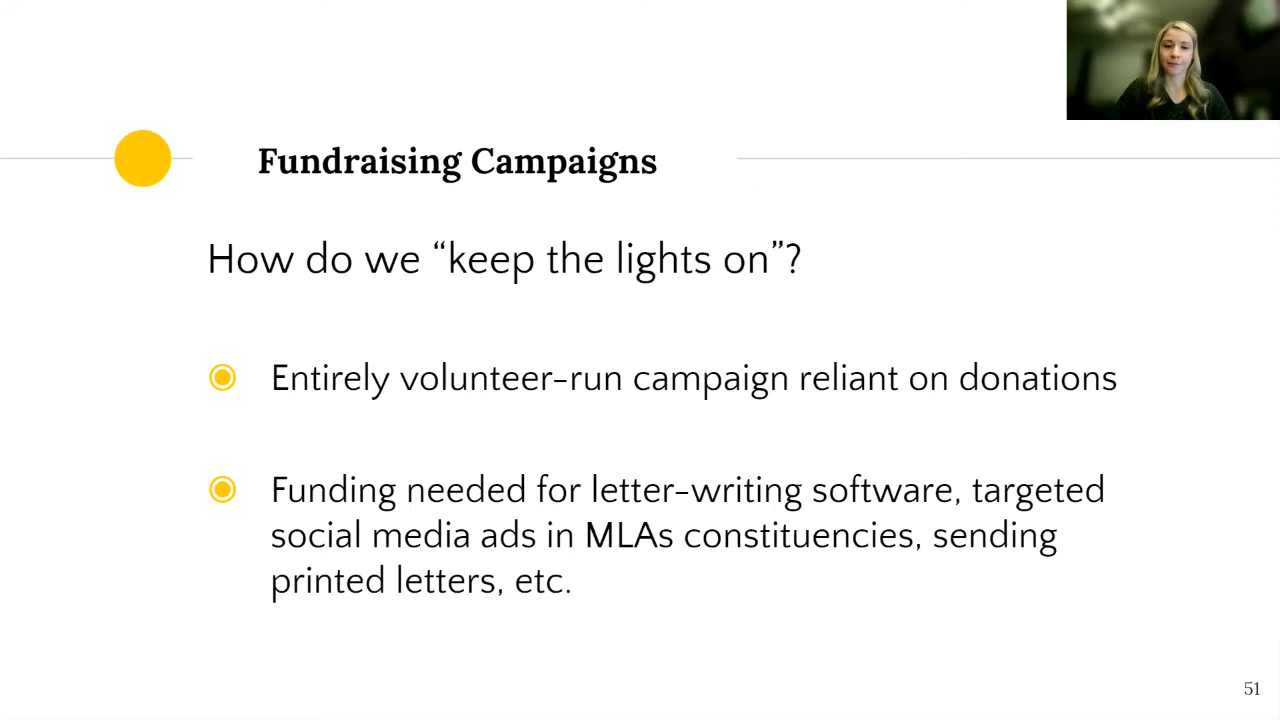 Fundraising Campaigns
How do we “keep the lights on”?
Entirely volunteer-run campaign reliant on donations
Funding needed for letter-writing software, targeted
social media ads in MLAs constituencies, sending
printed letters, etc.
51